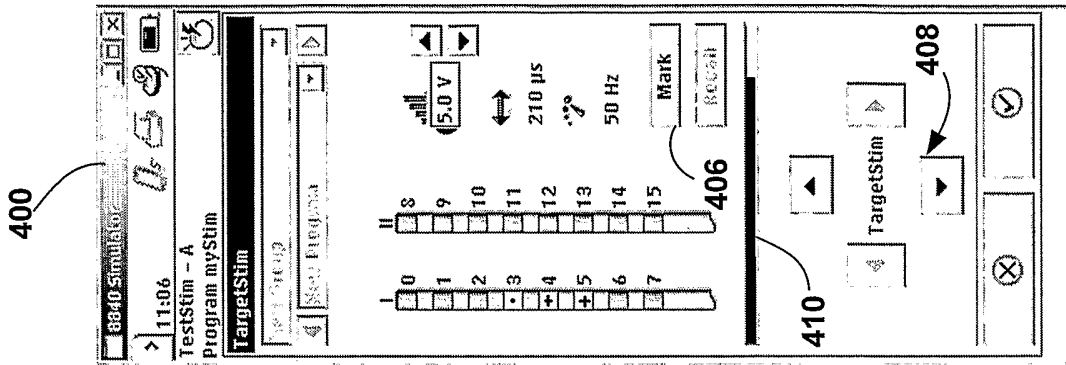 400
8840 Simulator
11:06
TestStim - A
Program myStim
TargetStim
New Program
I II
0 8
1 9
2 10
3 11
4 12
5 13
6 14
7 15
5.0 V
210 µs
50 Hz
Mark
Recall
406
410
TargetStim
408